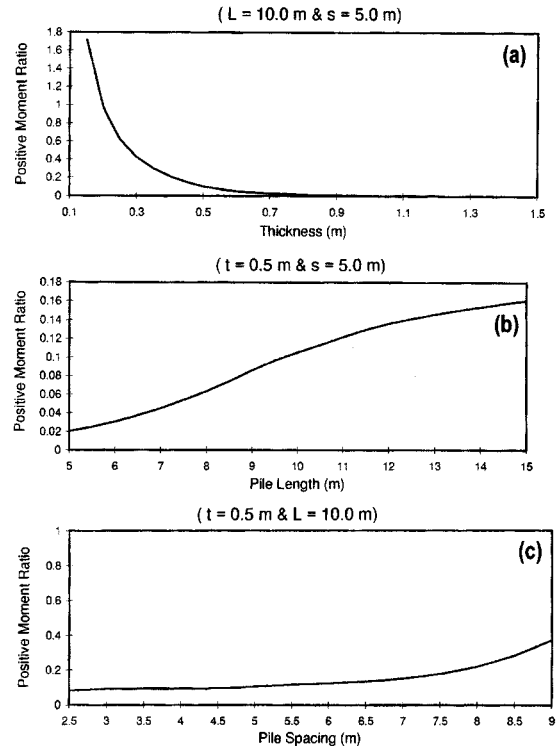 ( L = 10.0 m & s = 5.0 m )
(a)
Positive Moment Ratio
1.8
1.6
1.4
1.2
1
0.8
0.6
0.4
0.2
0
0.1 0.3 0.5 0.7 0.9 1.1 1.3 1.5
Thickness (m)
( t = 0.5 m & s = 5.0 m)
(b)
Positive Moment Ratio
0.18
0.16
0.14
0.12
0.1
0.08
0.06
0.04
0.02
0
5 6 7 8 9 10 11 12 13 14 15
Pile Length (m)
( t = 0.5 m & L = 10.0 m)
(c)
Positive Moment Ratio
1
0.8
0.6
0.4
0.2
0
2.5 3 3.5 4 4.5 5 5.5 6 6.5 7 7.5 8 8.5 9
Pile Spacing (m)